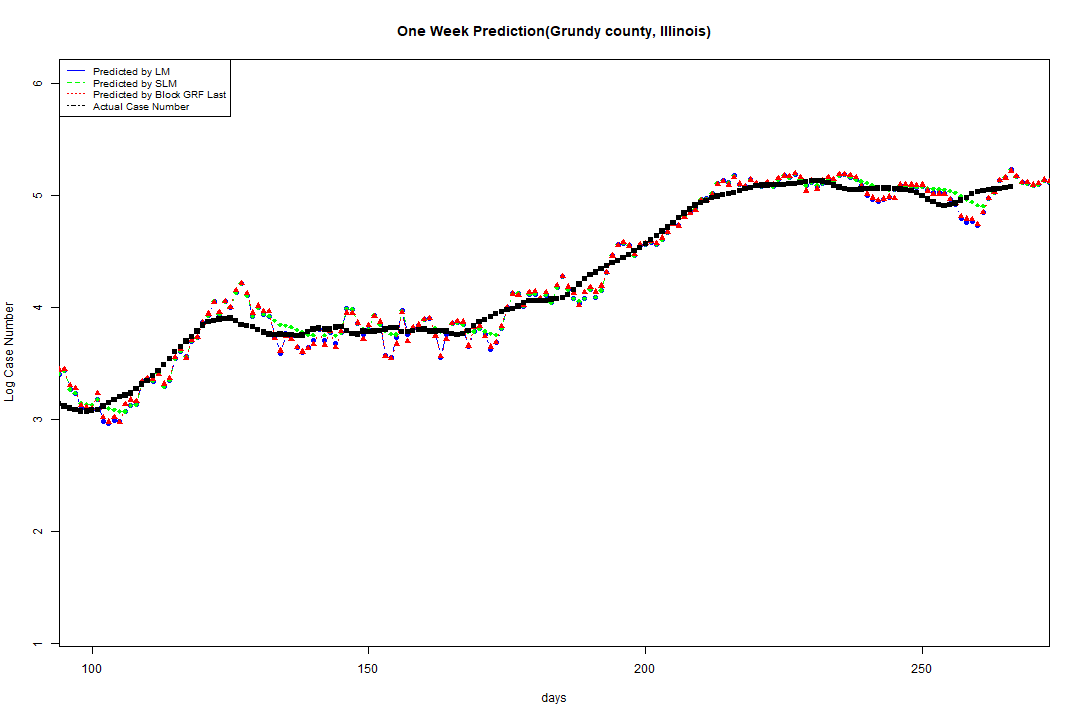 One Week Prediction(Grundy county, Illinois)
Predicted by LM
Predicted by SLM
Predicted by Block GRF Last
Actual Case Number
6
5
4
3
2
1
Log Case Number
100 150 200 250
days